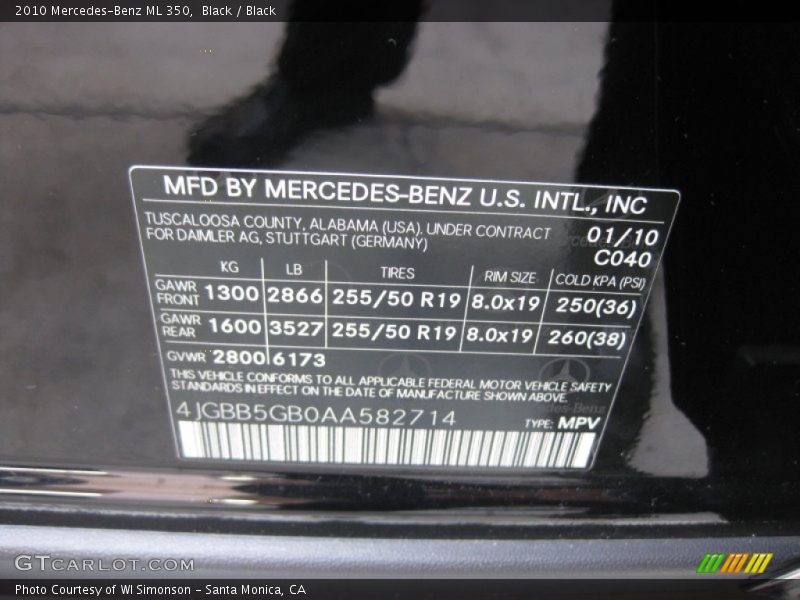 2010 Mercedes-Benz ML 350, Black / Black
MFD BY MERCEDES-BENZ U.S. INTL., INC
TUSCALOOSA COUNTY, ALABAMA (USA). UNDER CONTRACT
FOR DAIMLER AG, STUTTGART (GERMANY)
01/10
C040
KG LB TIRES RIM SIZE COLD KPA (PSI)
GAWR FRONT 1300 2866 255/50 R19 8.0x19 250(36)
GAWR REAR 1600 3527 255/50 R19 8.0x19 260(38)
GVWR 2800 6173
THIS VEHICLE CONFORMS TO ALL APPLICABLE FEDERAL MOTOR VEHICLE SAFETY
STANDARDS IN EFFECT ON THE DATE OF MANUFACTURE SHOWN ABOVE.
4JGBB5GB0AA582714
TYPE: MPV
GTCARLOT.COM
Photo Courtesy of WI Simonson - Santa Monica, CA